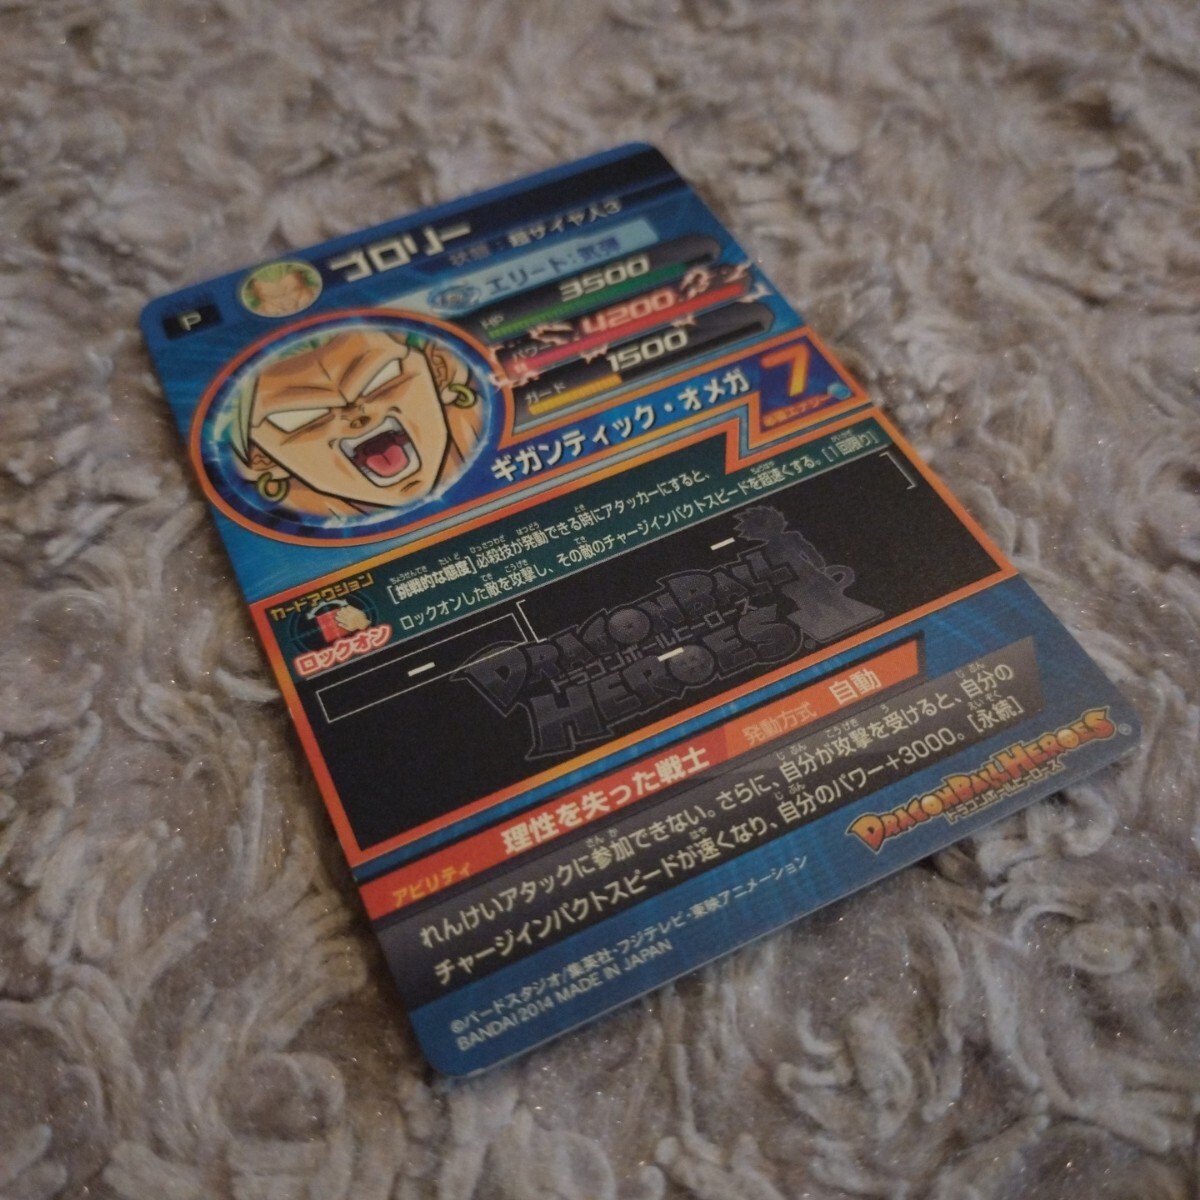 P
ブロリー
状態：超サイヤ人3
エリート：気弾
HP 3500
パワー 4200
ガード 1500
ギガンティック・オメガ
7
必要エナジー
カードアクション
ロックオン
[挑戦的な態度]必殺技が発動できる時にアタッカーにすると、
ロックオンした敵を攻撃し、その敵のチャージインパクトスピードを超速くする。[1回限り]
DRAGON BALL
ドラゴンボールヒーローズ
HEROES
アビリティ 理性を失った戦士 発動方式 自動
れんけいアタックに参加できない。さらに、自分が攻撃を受けると、自分の
チャージインパクトスピードが速くなり、自分のパワー+3000。[永続]
DRAGON BALL HEROES®
ドラゴンボールヒーローズ
©バードスタジオ/集英社・フジテレビ・東映アニメーション
BANDAI 2014 MADE IN JAPAN